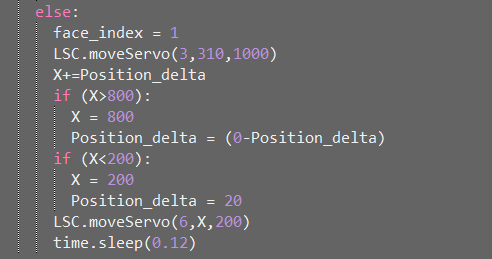 else:
face_index = 1
LSC.moveServo(3,310,1000)
X+=Position_delta
if (X>800):
X = 800
Position_delta = (0-Position_delta)
if (X<200):
X = 200
Position_delta = 20
LSC.moveServo(6,X,200)
time.sleep(0.12)